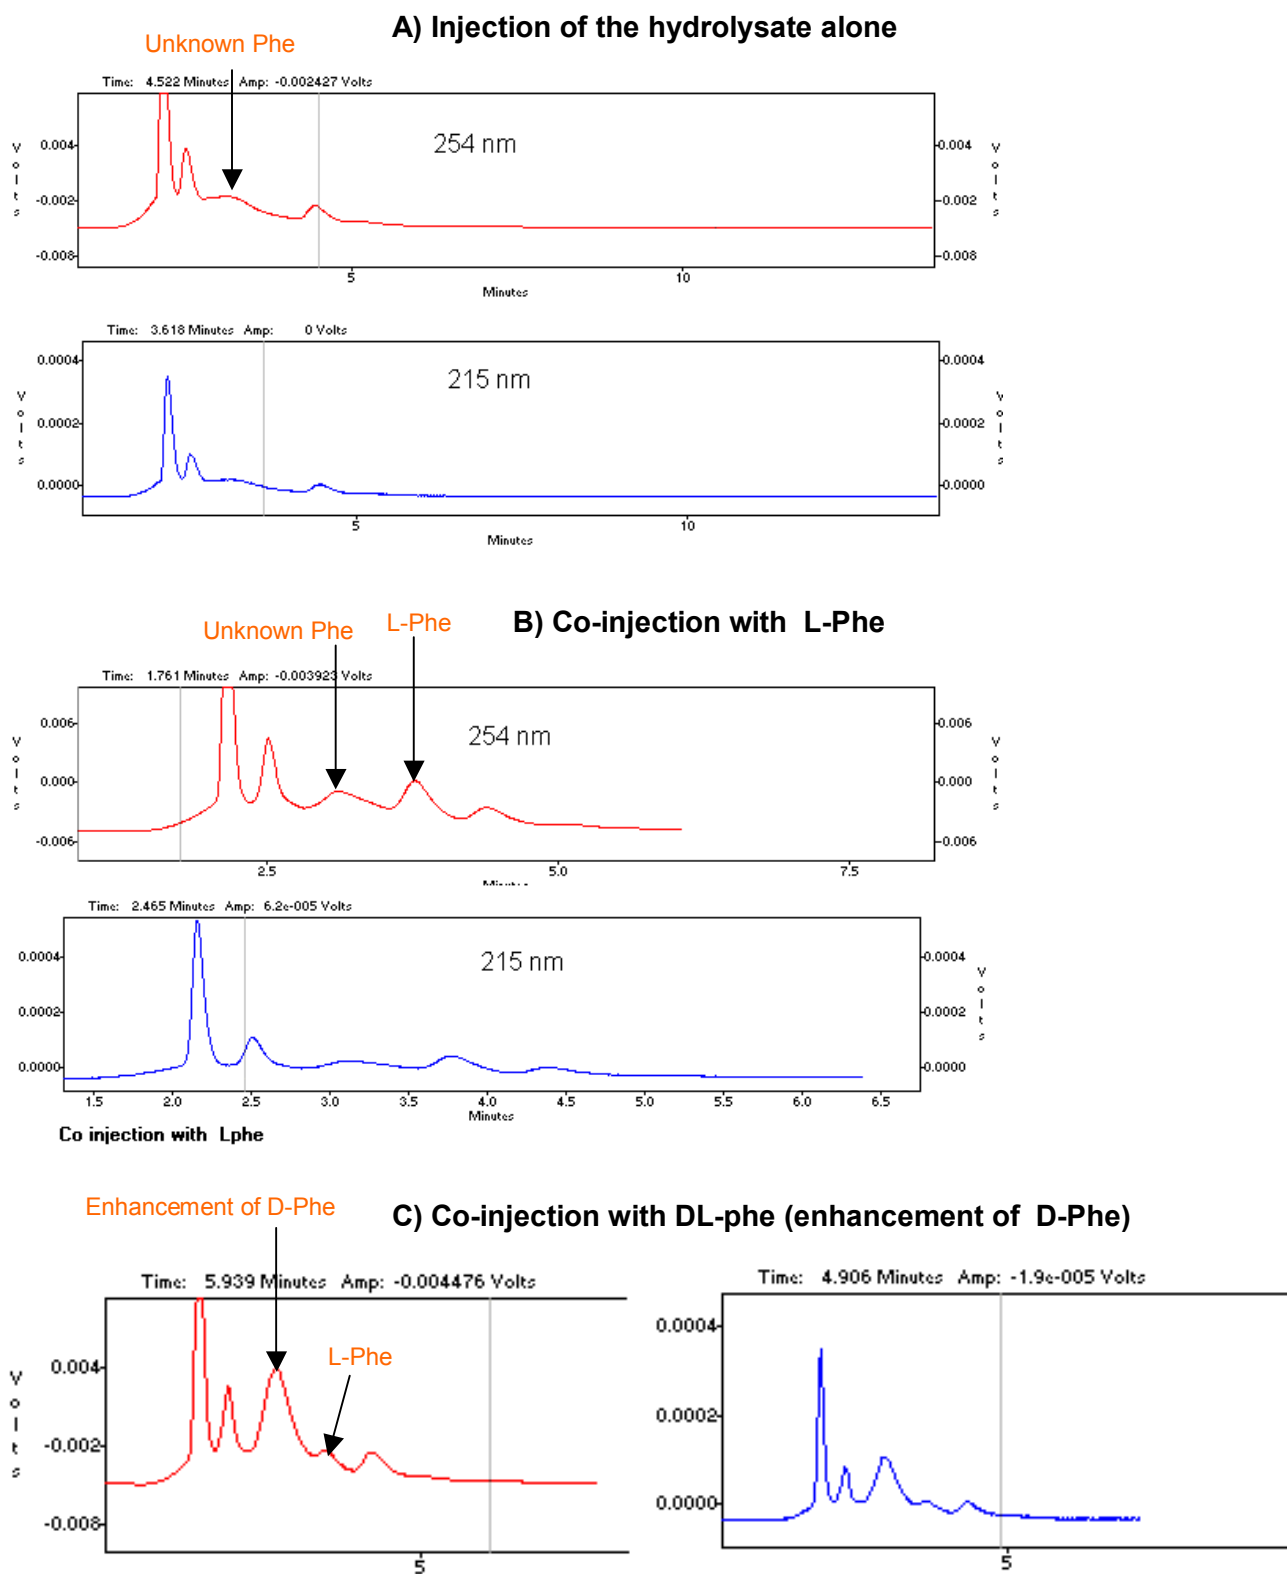 A) Injection of the hydrolysate alone
Unknown Phe
Time: 4.522 Minutes Amp: -0.002427 Volts
254 nm
Volts
0.004
-0.002
-0.008
0.004
-0.002
-0.008
Volts
5
10
Minutes
Time: 3.618 Minutes Amp: 0 Volts
215 nm
Volts
0.0004
0.0002
0.0000
0.0004
0.0002
0.0000
Volts
5
10
Minutes
B) Co-injection with L-Phe
Unknown Phe
L-Phe
Time: 1.761 Minutes Amp: -0.003923 Volts
254 nm
Volts
0.006
0.000
-0.006
0.006
0.000
-0.006
Volts
2.5
5.0
7.5
Minutes
Time: 2.465 Minutes Amp: 6.2e-005 Volts
215 nm
0.0004
0.0002
0.0000
0.0004
0.0002
0.0000
Volts
1.5 2.0 2.5 3.0 3.5 4.0 4.5 5.0 5.5 6.0 6.5
Minutes
Co injection with Lphe
Enhancement of D-Phe
C) Co-injection with DL-phe (enhancement of D-Phe)
Time: 5.939 Minutes Amp: -0.004476 Volts
L-Phe
Volts
0.004
-0.002
-0.008
5
Time: 4.906 Minutes Amp: -1.9e-005 Volts
0.0004
0.0002
0.0000
5